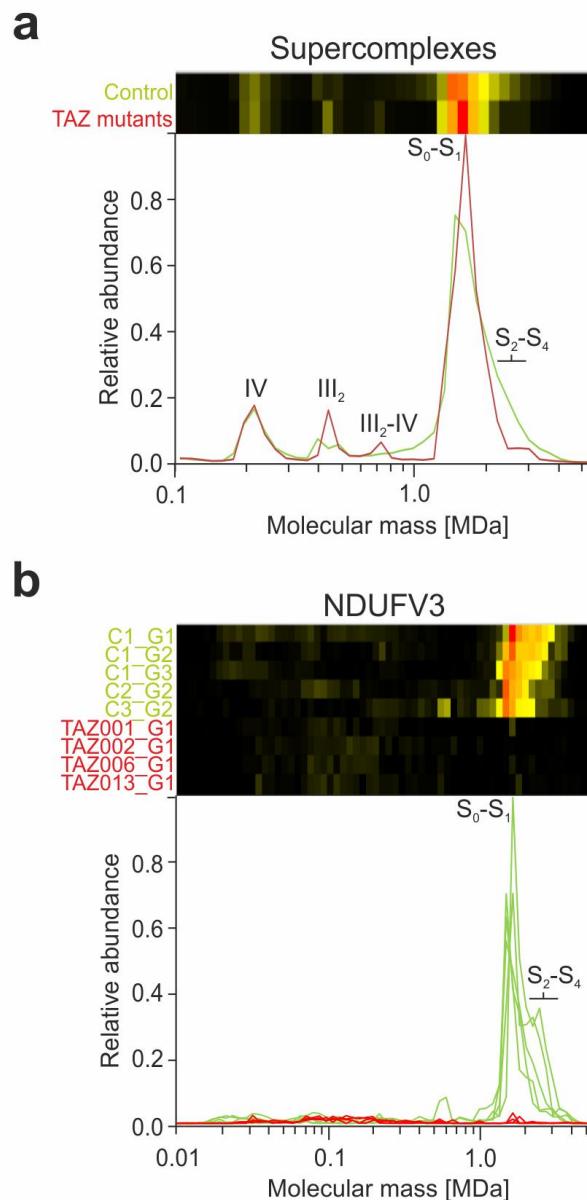 a
Supercomplexes
Control
TAZ mutants
S₀-S₁
0.8
Relative abundance
0.6
0.4
S₂-S₄
IV
III₂
0.2
III₂-IV
0.0
0.1
1.0
Molecular mass [MDa]
b
NDUFV3
C1_G1
C1_G2
C1_G3
C2_G2
C3_G2
TAZ001_G1
TAZ002_G1
TAZ006_G1
TAZ013_G1
S₀-S₁
0.8
Relative abundance
0.6
S₂-S₄
0.4
0.2
0.0
0.01
0.1
1.0
Molecular mass [MDa]